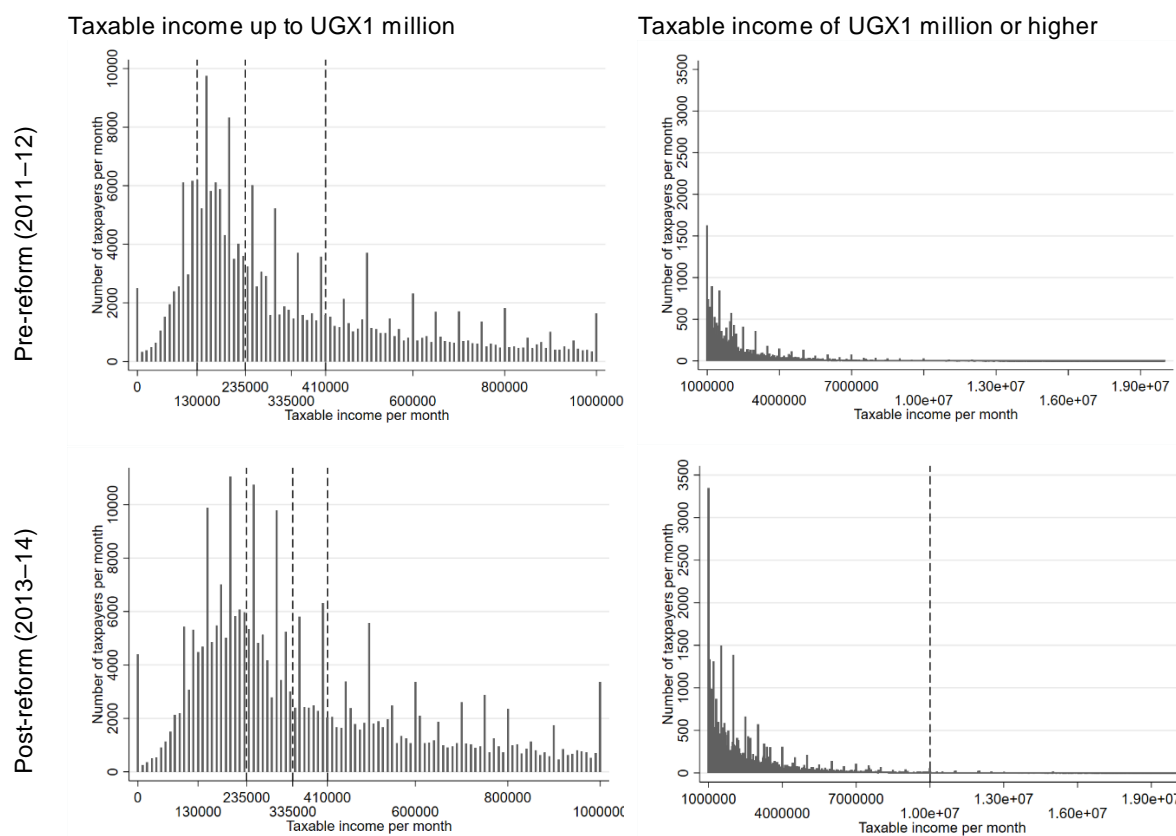 Taxable income up to UGX1 million
Taxable income of UGX1 million or higher
Pre-reform (2011–12)
Number of taxpayers per month
10000
8000
6000
4000
2000
0
0 235000 410000 600000 800000 1000000
130000 335000
Taxable income per month
Number of taxpayers per month
3500
3000
2500
2000
1500
1000
500
0
1000000 7000000 1.30e+07 1.90e+07
4000000 1.00e+07 1.60e+07
Taxable income per month
Post-reform (2013–14)
Number of taxpayers per month
10000
8000
6000
4000
2000
0
0 130000 235000 410000 600000 800000 1000000
335000
Taxable income per month
Number of taxpayers per month
3500
3000
2500
2000
1500
1000
500
0
1000000 7000000 1.30e+07 1.90e+07
4000000 1.00e+07 1.60e+07
Taxable income per month